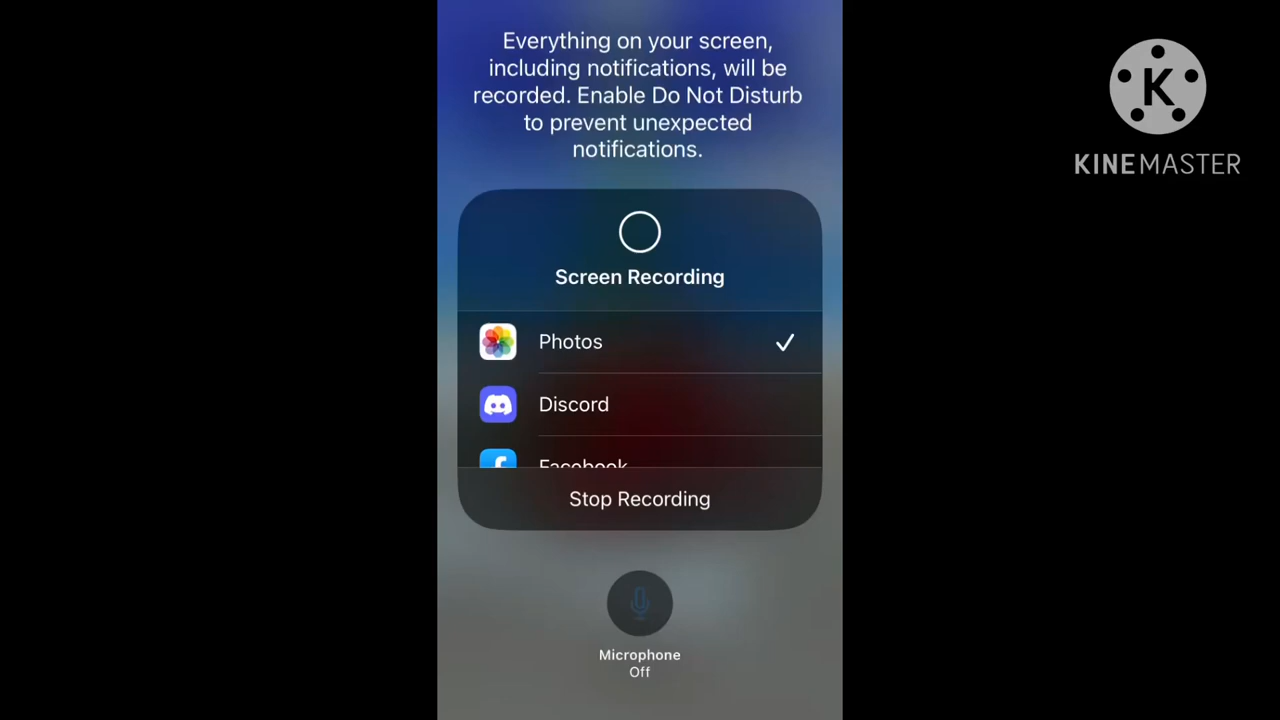 Everything on your screen,
including notifications, will be
recorded. Enable Do Not Disturb
to prevent unexpected
notifications.
Screen Recording
Photos
Discord
Facebook
Stop Recording
Microphone
Off
K
KINEMASTER